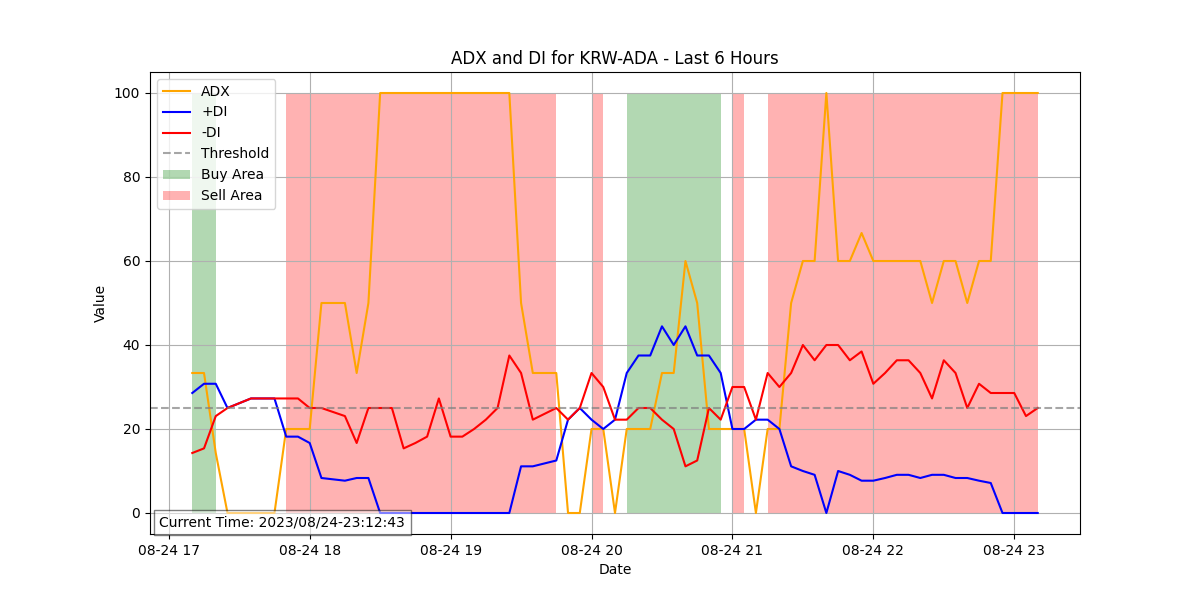 ADX and DI for KRW-ADA - Last 6 Hours
100
80
60
40
20
0
Value
ADX
+DI
-DI
Threshold
Buy Area
Sell Area
Current Time: 2023/08/24-23:12:43
08-24 17 08-24 18 08-24 19 08-24 20 08-24 21 08-24 22 08-24 23
Date